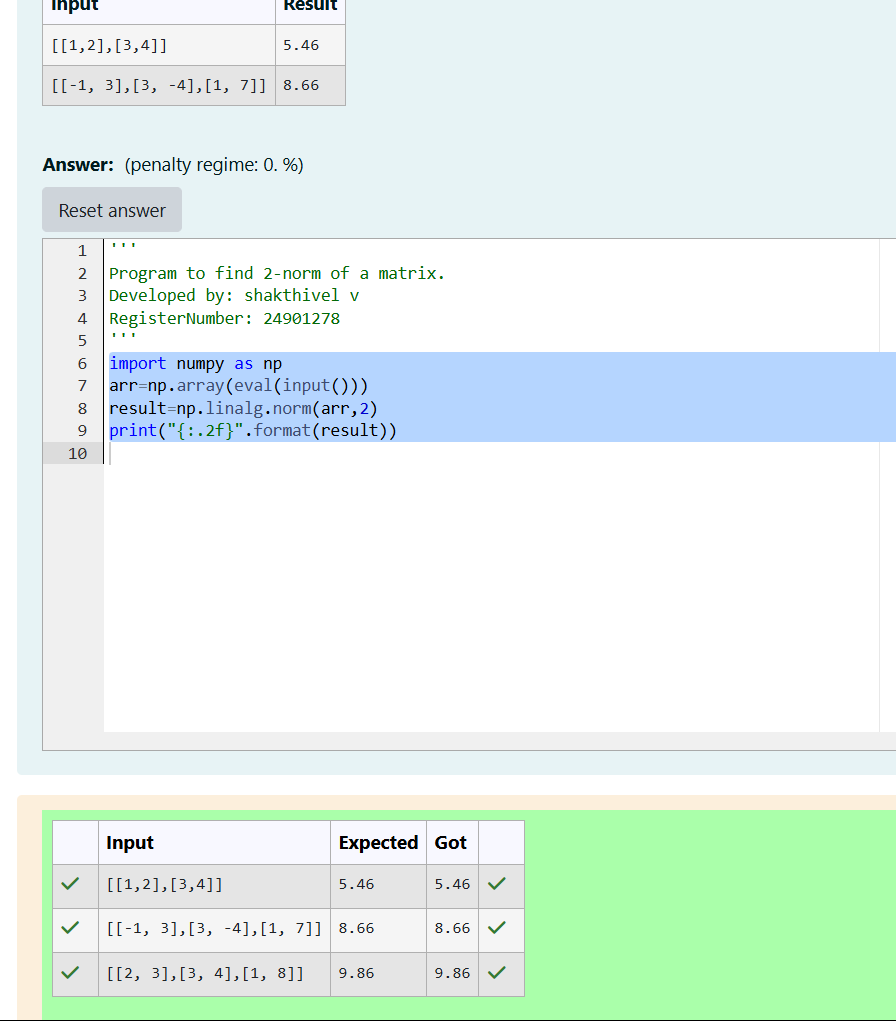 Input Result
[[1,2],[3,4]] 5.46
[[-1, 3],[3, -4],[1, 7]] 8.66
Answer: (penalty regime: 0. %)
Reset answer
1 '''
2 Program to find 2-norm of a matrix.
3 Developed by: shakthivel v
4 RegisterNumber: 24901278
5 '''
6 import numpy as np
7 arr=np.array(eval(input()))
8 result=np.linalg.norm(arr,2)
9 print("{:.2f}".format(result))
10
Input Expected Got
[[1,2],[3,4]] 5.46 5.46
[[-1, 3],[3, -4],[1, 7]] 8.66 8.66
[[2, 3],[3, 4],[1, 8]] 9.86 9.86